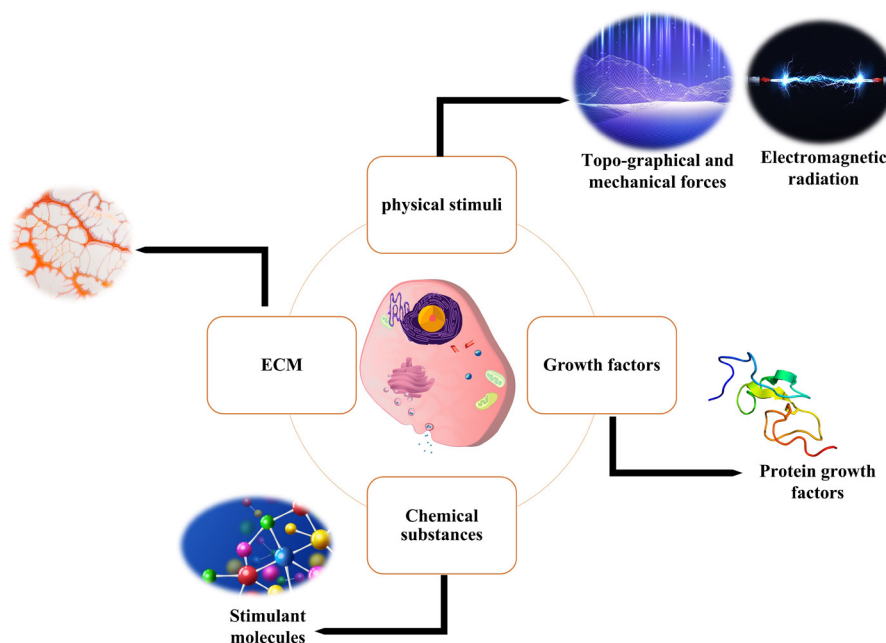 Topo-graphical and
mechanical forces
Electromagnetic
radiation
physical stimuli
ECM
Growth factors
Protein growth
factors
Chemical
substances
Stimulant
molecules